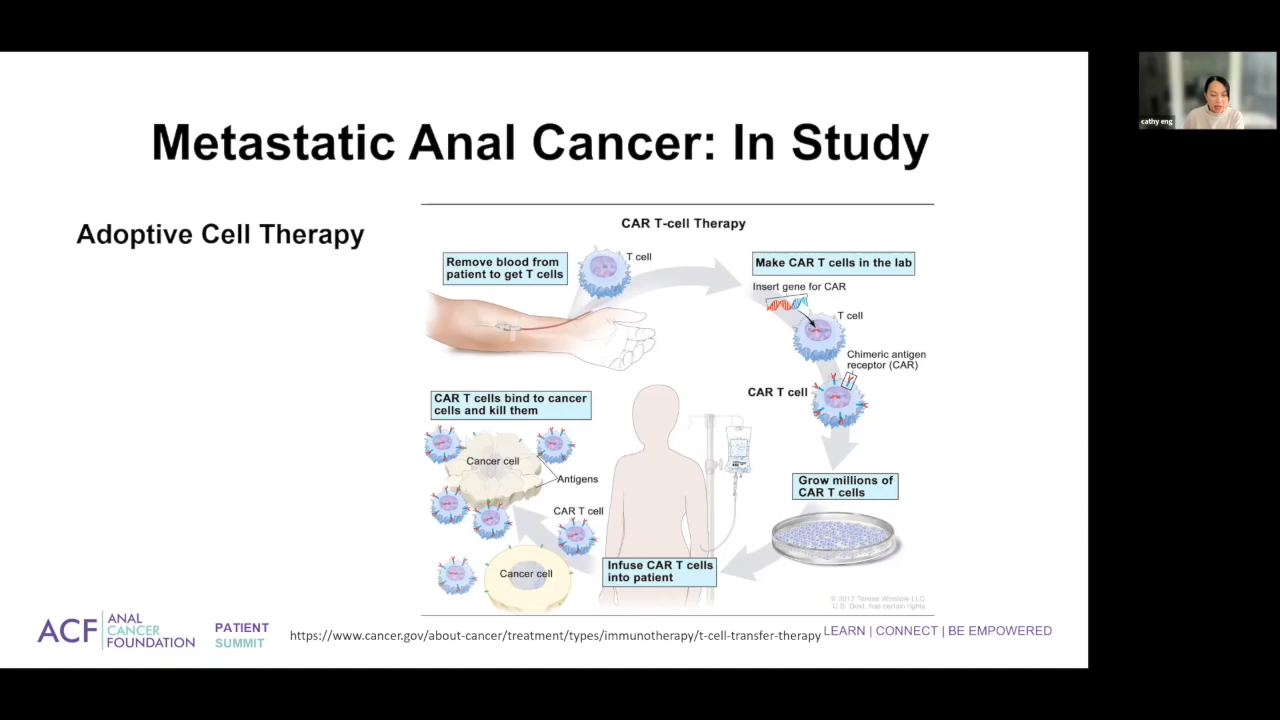 Metastatic Anal Cancer: In Study
Adoptive Cell Therapy
CAR T-cell Therapy
Remove blood from
patient to get T cells
T cell
Make CAR T cells in the lab
Insert gene for CAR
T cell
Chimeric antigen
receptor (CAR)
CAR T cell
Grow millions of
CAR T cells
Infuse CAR T cells
into patient
CAR T cells bind to cancer
cells and kill them
Cancer cell
Antigens
CAR T cell
Cancer cell
© 2017 Terese Winslow LLC
U.S. Govt. has certain rights
ACF
ANAL
CANCER
FOUNDATION
PATIENT
SUMMIT
https://www.cancer.gov/about-cancer/treatment/types/immunotherapy/t-cell-transfer-therapy
LEARN | CONNECT | BE EMPOWERED
cathy eng